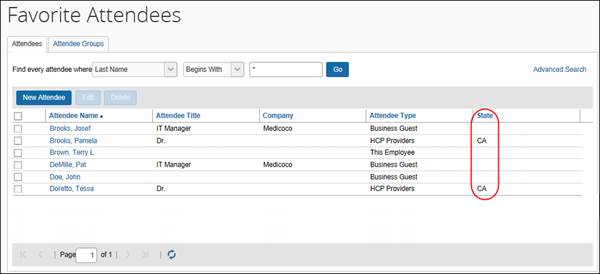 Favorite Attendees
Attendees Attendee Groups
Find every attendee where Last Name Begins With * Go Advanced Search
New Attendee Edit Delete
Attendee Name ▲ Attendee Title Company Attendee Type State
Brooks, Josef IT Manager Medicoco Business Guest
Brooks, Pamela Dr. HCP Providers CA
Brown, Terry L. This Employee
DeMille, Pat IT Manager Medicoco Business Guest
Doe, John Business Guest
Doretto, Tessa Dr. HCP Providers CA
Page 1 of 1